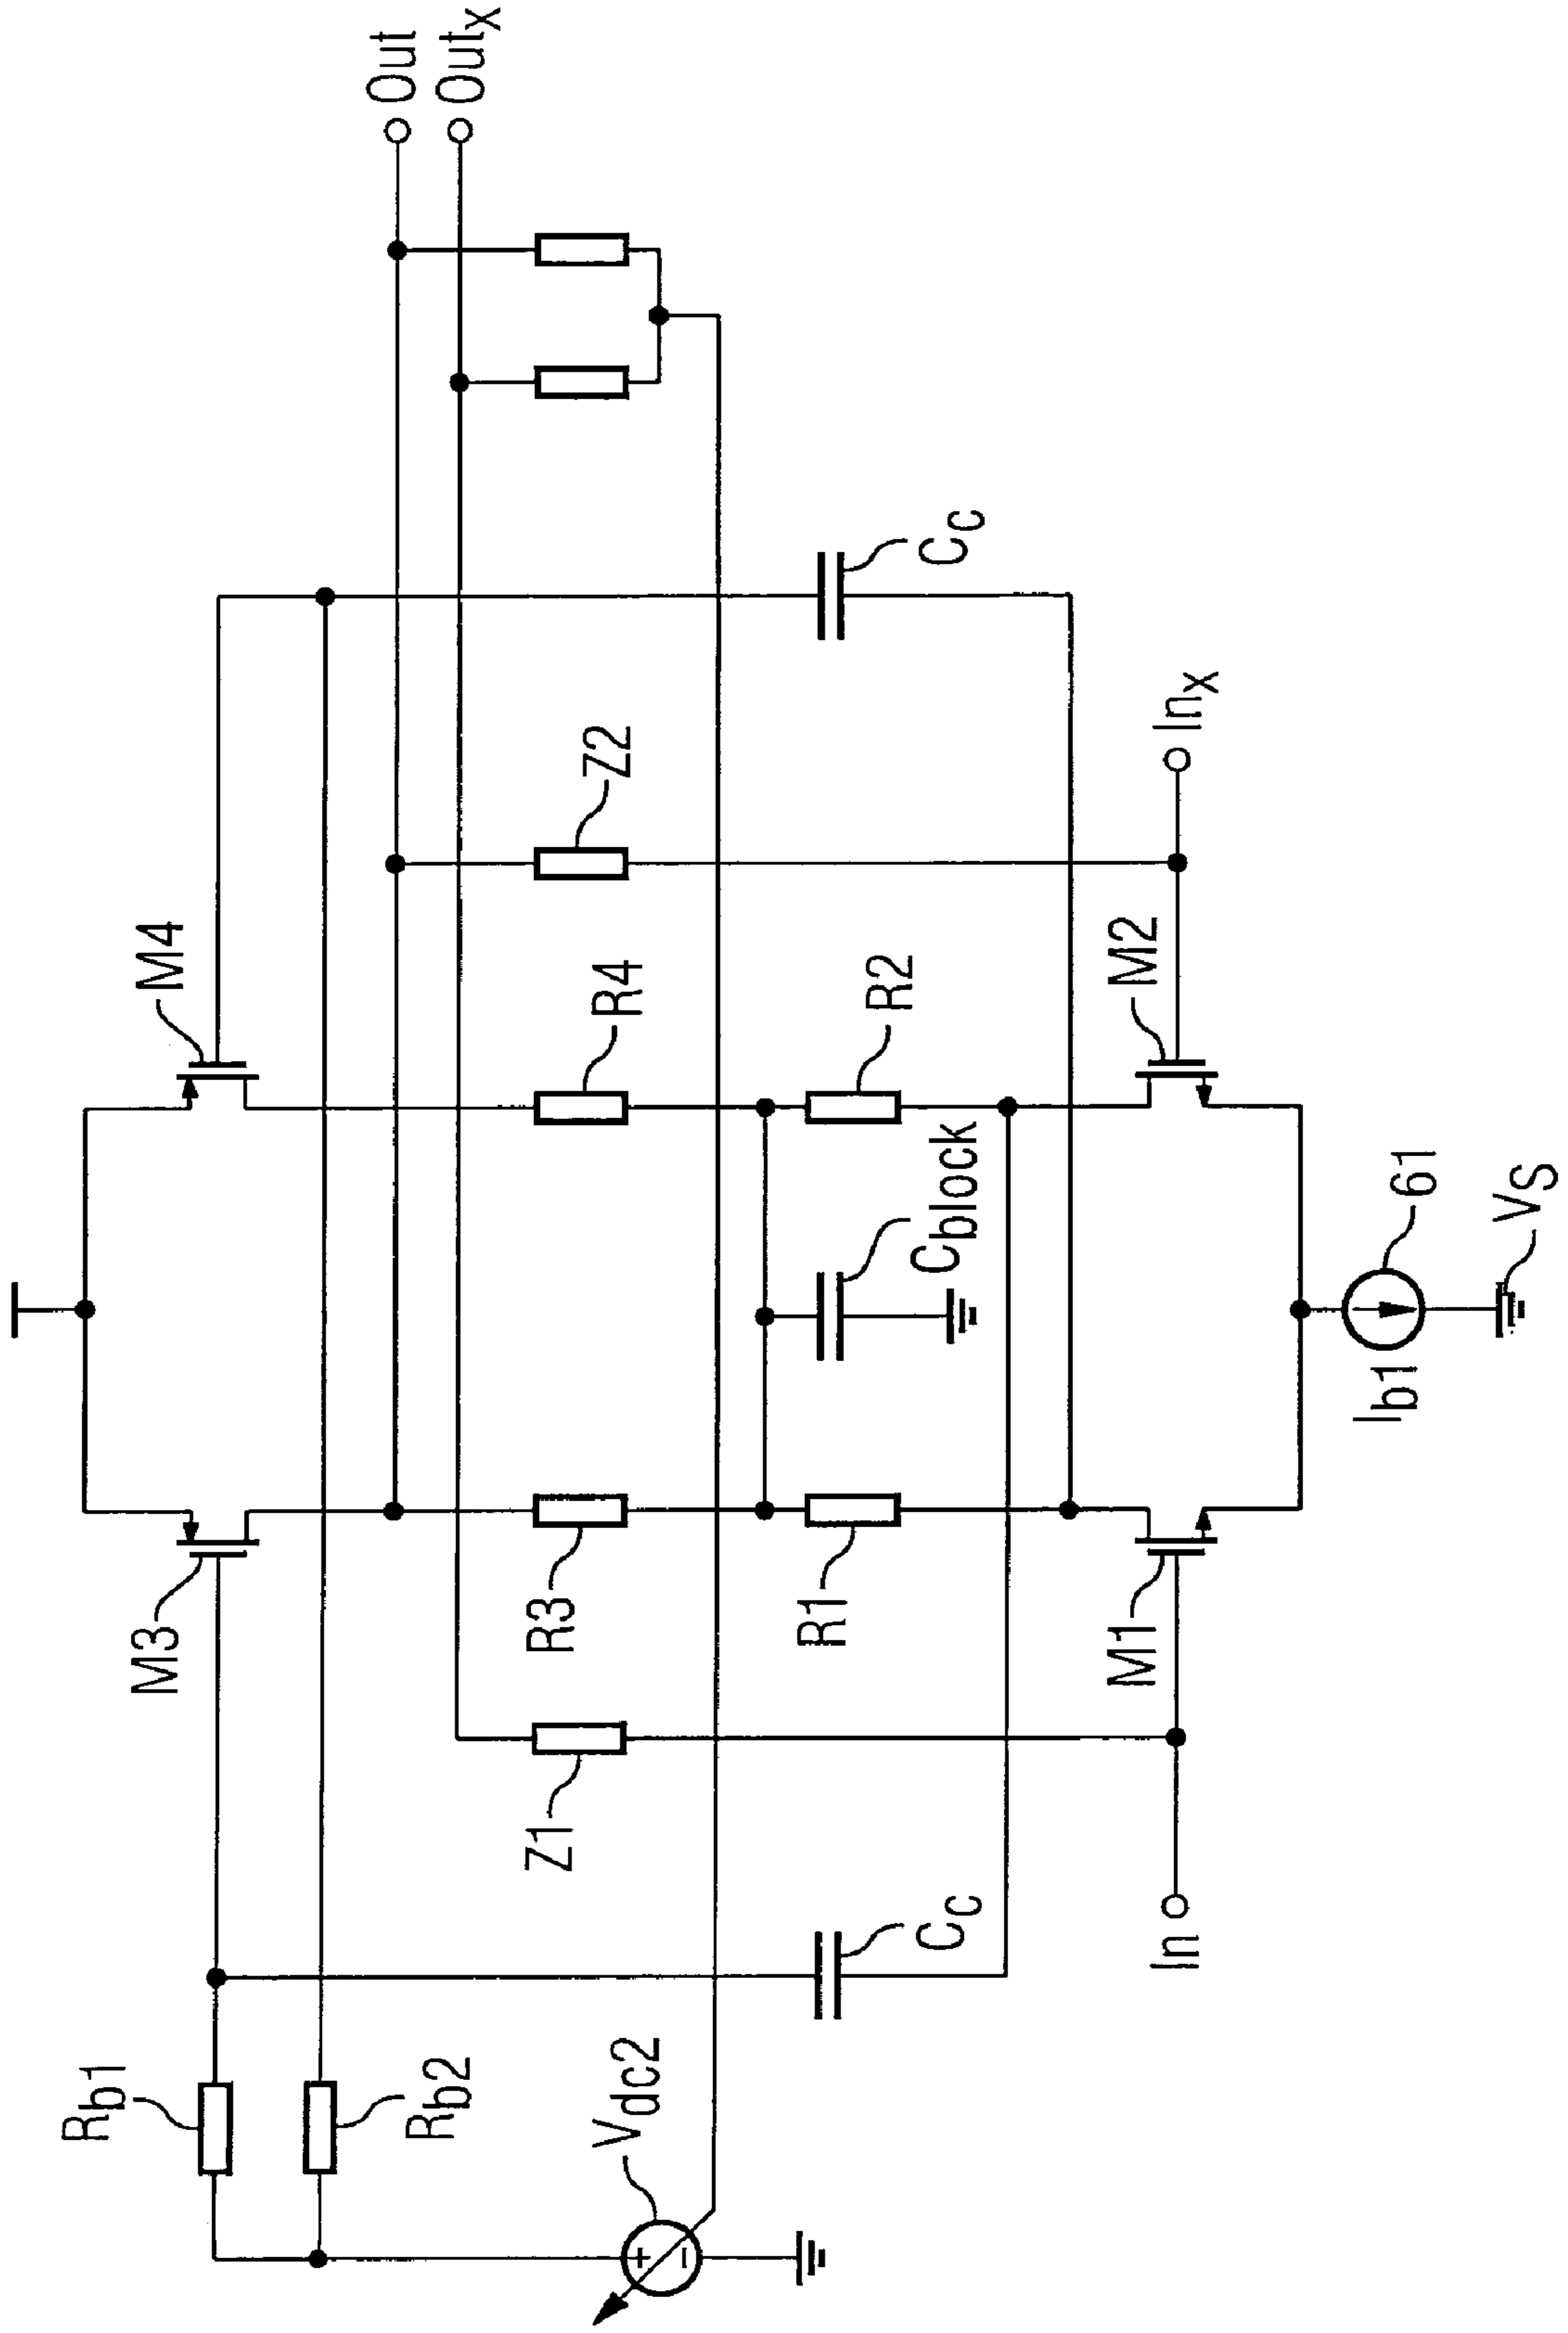 Out
Outx
M4
M3
Rb1
Rb2
Z2
R4
R3
Z1
Vdc2
+
−
R2
R1
Cblock
Cc
Cc
M2
M1
Inx
In
Ib1
61
VS